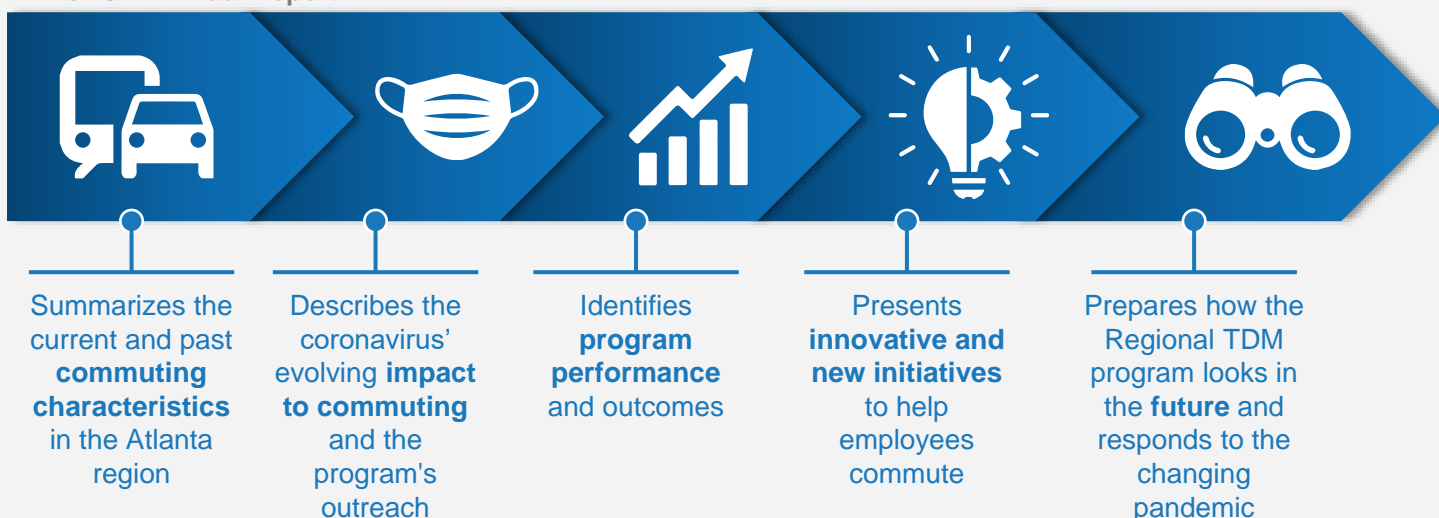 Summarizes the
current and past
commuting
characteristics
in the Atlanta
region
Describes the
coronavirus'
evolving impact
to commuting
and the
program's
outreach
Identifies
program
performance
and outcomes
Presents
innovative and
new initiatives
to help
employees
commute
Prepares how the
Regional TDM
program looks in
the future and
responds to the
changing
pandemic